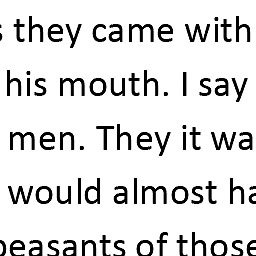 s they came with
his mouth. I say
men. They it wa
would almost ha
peasants of those